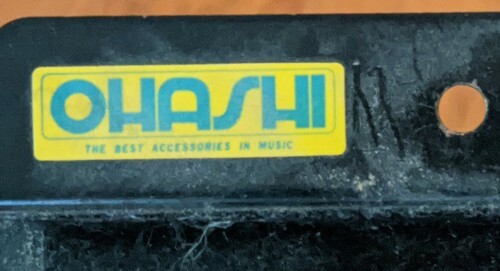 OHASHI
THE BEST ACCESSORIES IN MUSIC